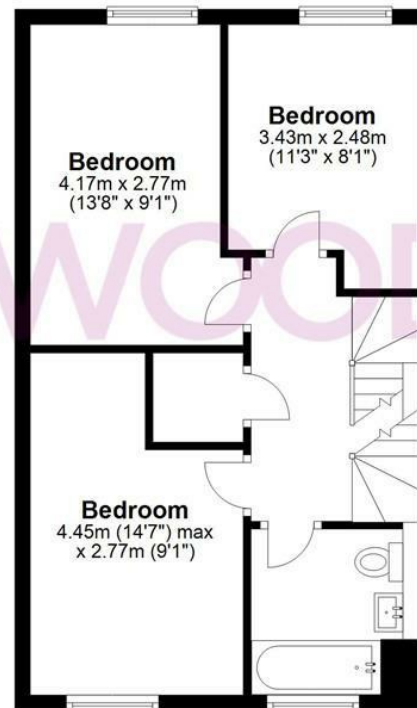 Bedroom
4.17m x 2.77m
(13'8" x 9'1")
Bedroom
3.43m x 2.48m
(11'3" x 8'1")
WOOD
Bedroom
4.45m (14'7") max
x 2.77m (9'1")